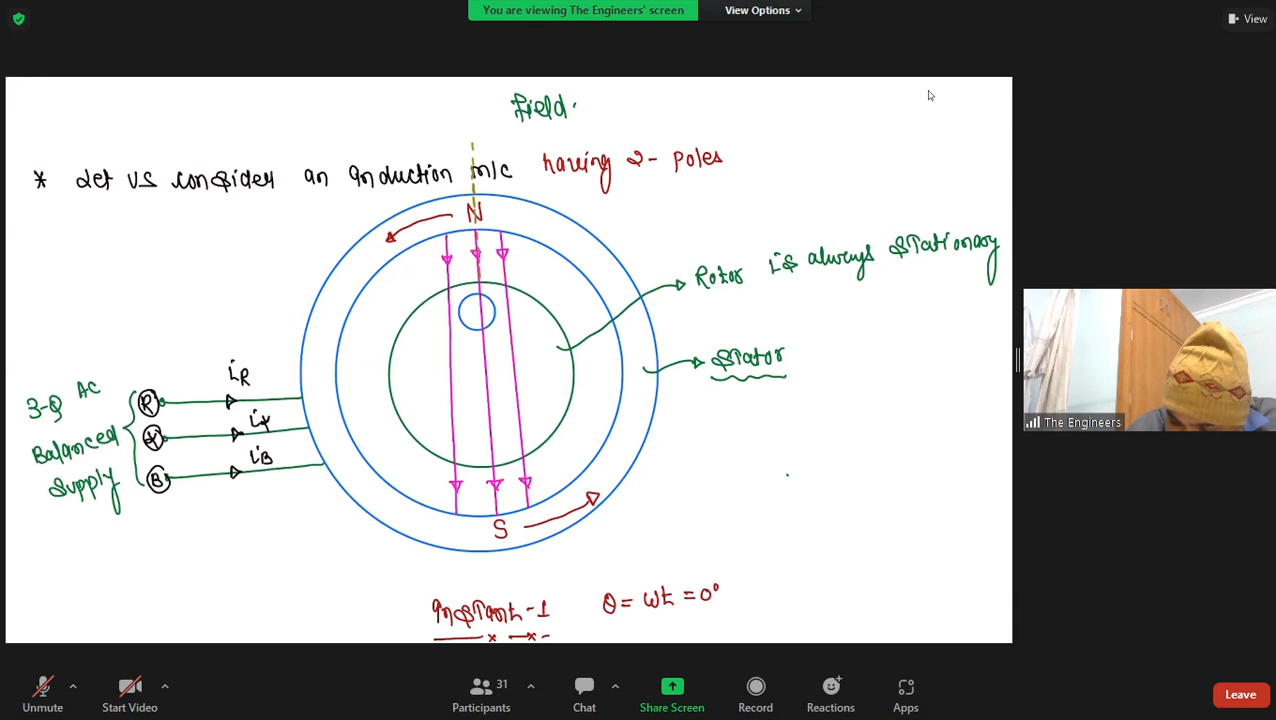 You are viewing The Engineers' screen
View Options
View
Field.
* Let us consider an Induction m/c having 2-poles
N
Rotor is always stationary
Stator
iR
3-Φ AC
Balanced
Supply
R
iY
Y
iB
B
S
Instant-1 θ = ωt = 0°
The Engineers
Unmute
Start Video
Participants
31
Chat
Share Screen
Record
Reactions
Apps
Leave